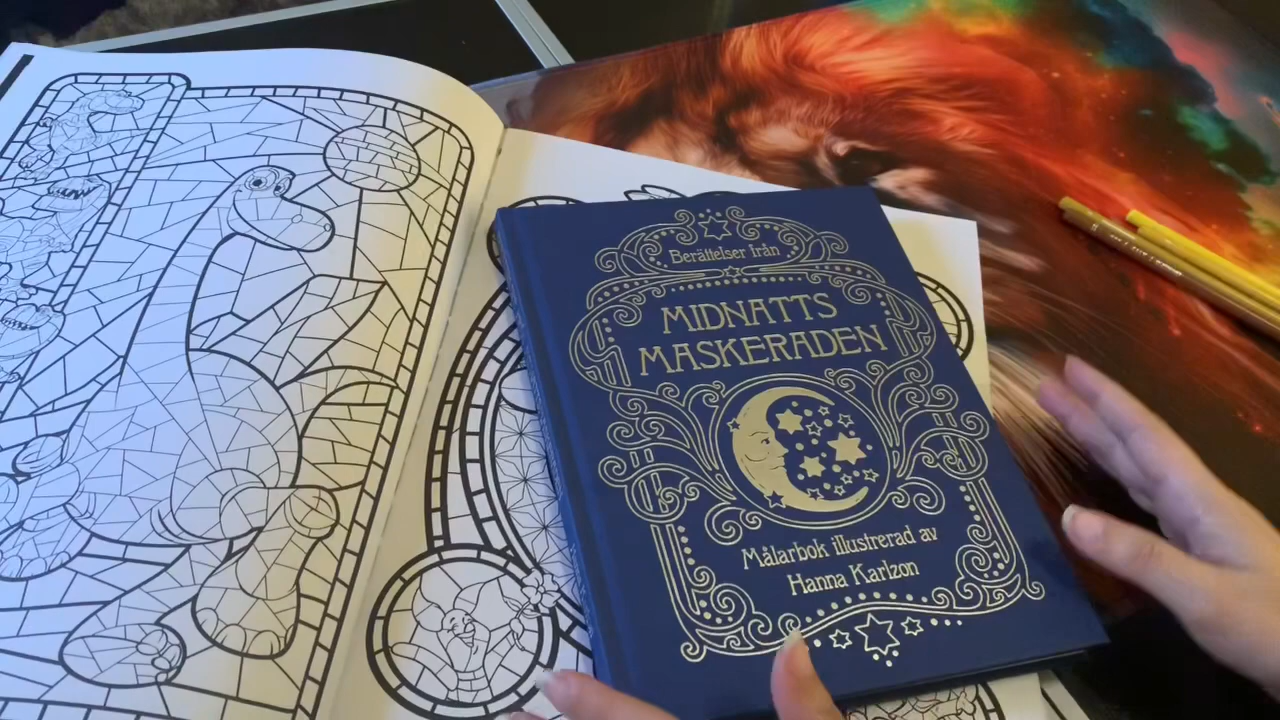 Berättelser från
MIDNATTS
MASKERADEN
Målarbok illustrerad av
Hanna Karlzon